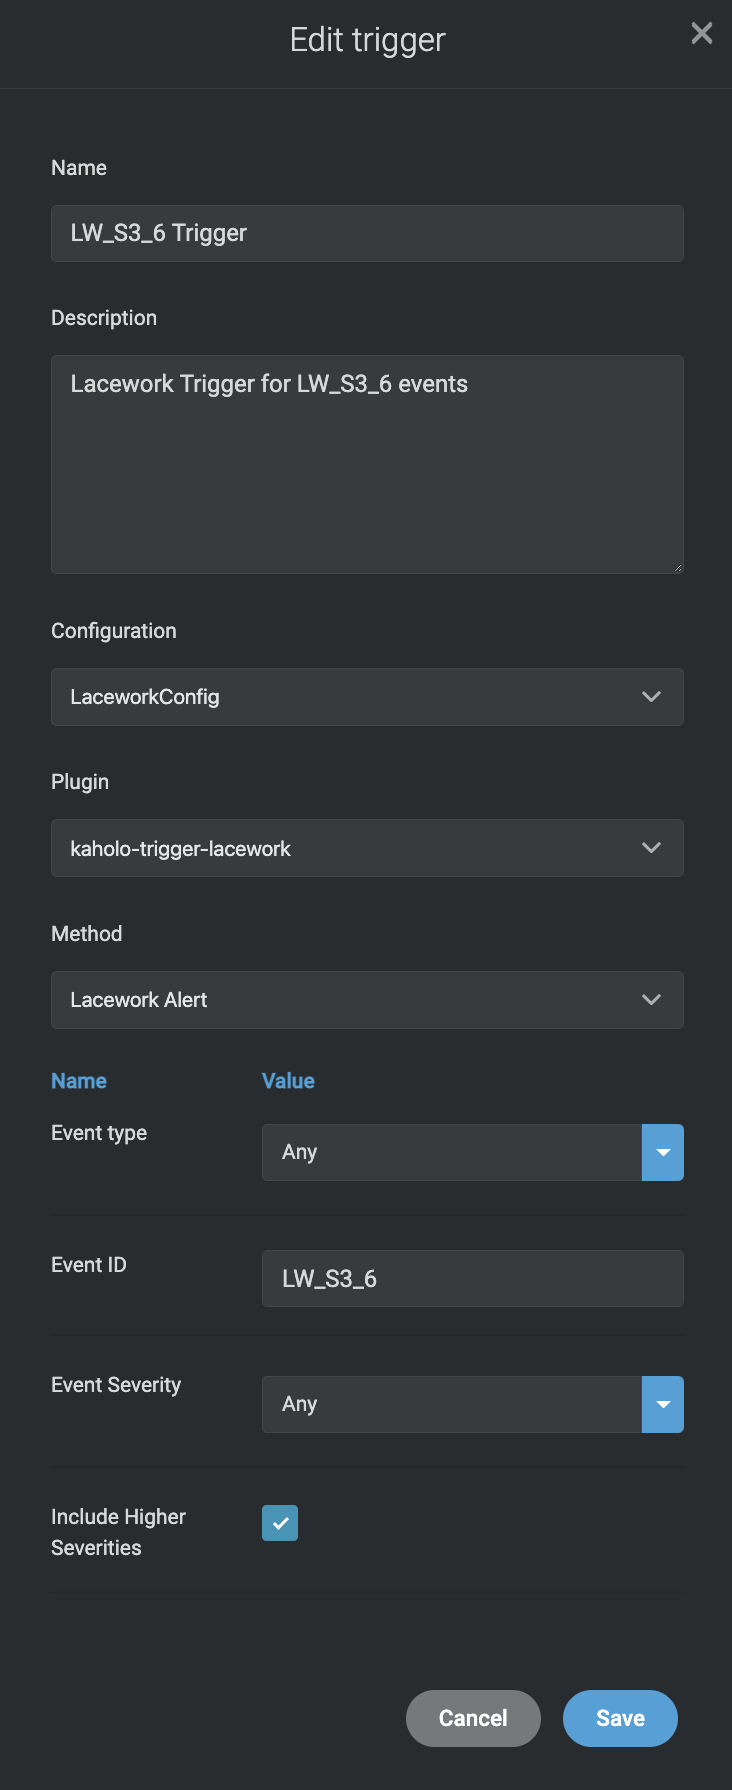 Edit trigger
Name
LW_S3_6 Trigger
Description
Lacework Trigger for LW_S3_6 events
Configuration
LaceworkConfig
Plugin
kaholo-trigger-lacework
Method
Lacework Alert
Name Value
Event type Any
Event ID LW_S3_6
Event Severity Any
Include Higher
Severities
Cancel Save